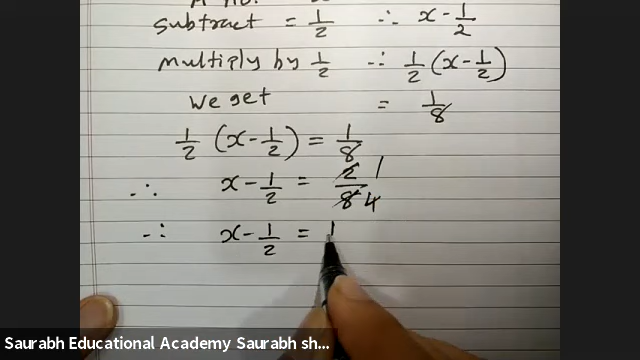 subtract = 1/2 ∴ x - 1/2
multiply by 1/2 ∴ 1/2 (x - 1/2)
We get = 1/8
1/2 (x - 1/2) = 1/8
∴ x - 1/2 = 2/8 1/4
∴ x - 1/2 = 1
Saurabh Educational Academy Saurabh sh...